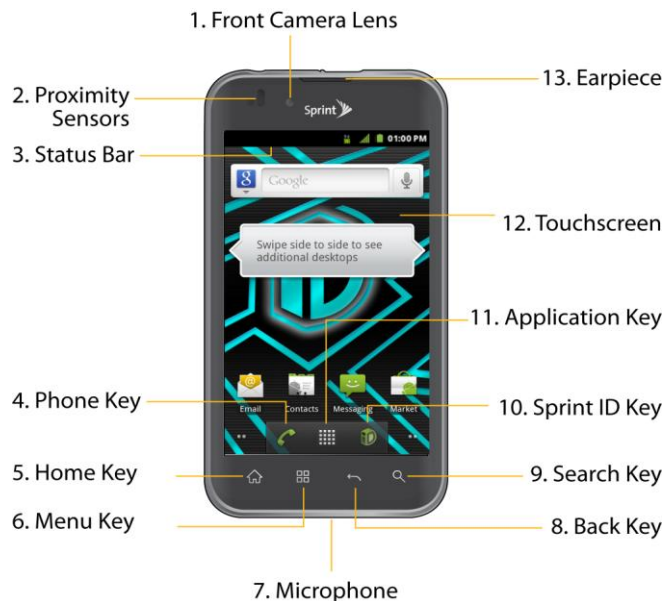 1. Front Camera Lens
13. Earpiece
2. Proximity
Sensors
Sprint
3. Status Bar
01:00 PM
8
Google
12. Touchscreen
Swipe side to side to see
additional desktops
11. Application Key
Email
Contacts
Messaging
Market
4. Phone Key
10. Sprint ID Key
5. Home Key
9. Search Key
6. Menu Key
8. Back Key
7. Microphone